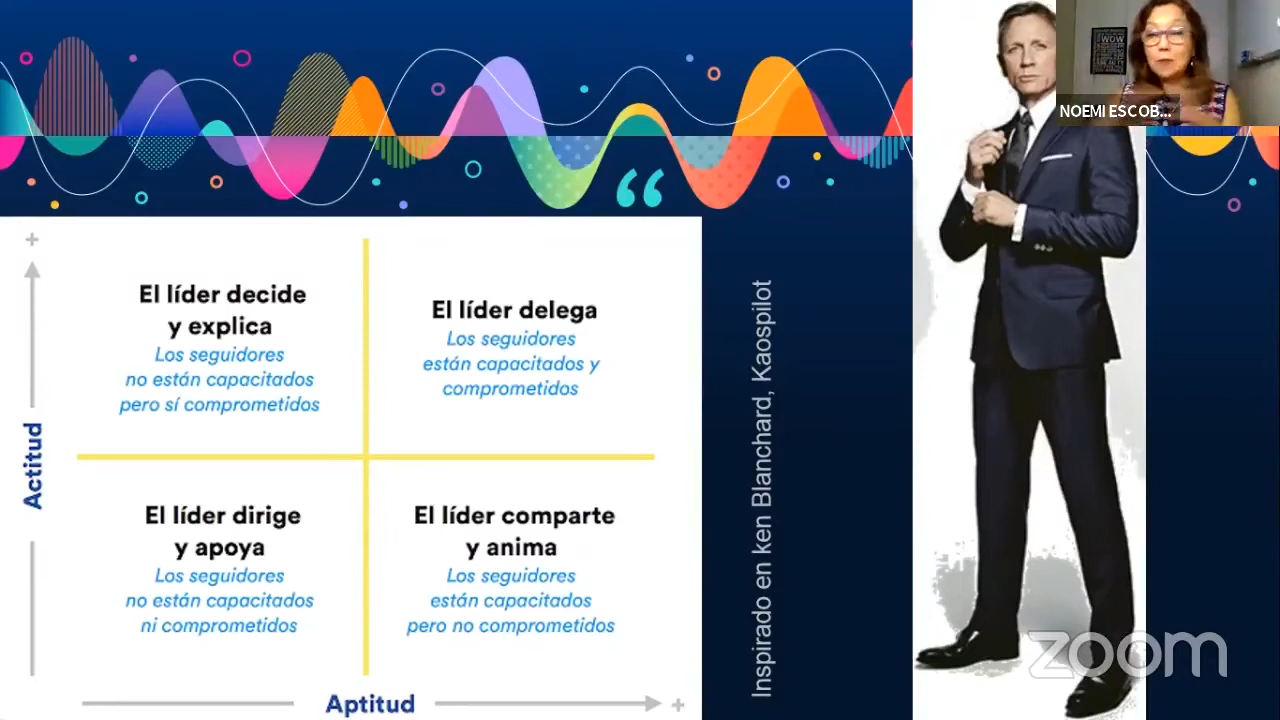 NOEMI ESCOB...
“
+
El líder decide
y explica
Los seguidores
no están capacitados
pero sí comprometidos
El líder delega
Los seguidores
están capacitados y
comprometidos
Actitud
El líder dirige
y apoya
Los seguidores
no están capacitados
ni comprometidos
El líder comparte
y anima
Los seguidores
están capacitados
pero no comprometidos
Aptitud
+
Inspirado en ken Blanchard, Kaospilot
zoom